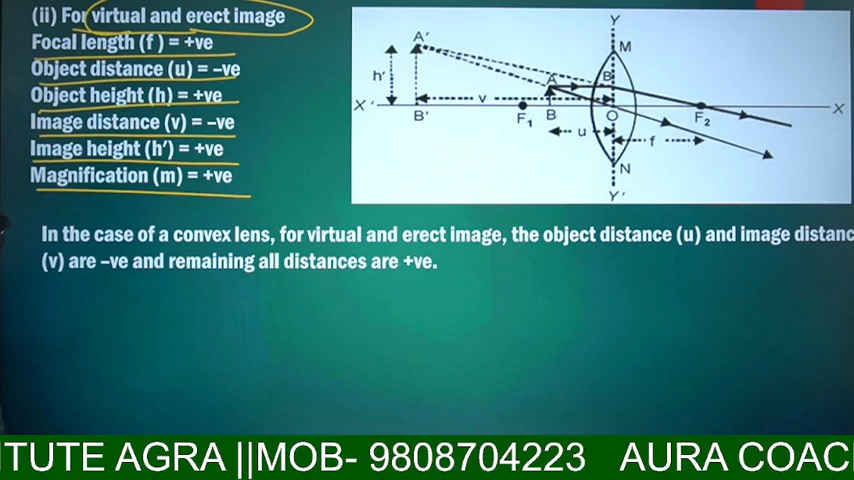 (ii) For virtual and erect image
Focal length (f ) = +ve
Object distance (u) = –ve
Object height (h) = +ve
Image distance (v) = –ve
Image height (h′) = +ve
Magnification (m) = +ve
Y
A′
M
h′
A
B
v
X′
X
B′
F1
B
O
F2
u
f
N
Y′
In the case of a convex lens, for virtual and erect image, the object distance (u) and image distanc
(v) are –ve and remaining all distances are +ve.
ITUTE AGRA ||MOB- 9808704223 AURA COAC